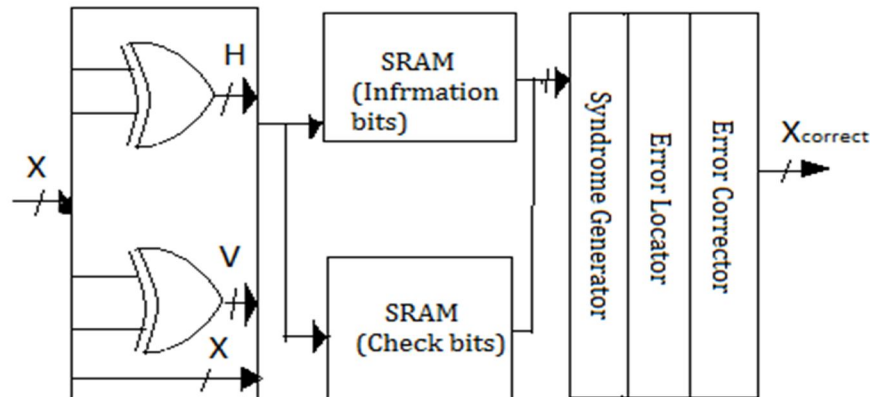 H
X
V
X
SRAM
(Infrmation
bits)
SRAM
(Check bits)
Syndrome Generator
Error Locator
Error Corrector
Xcorrect